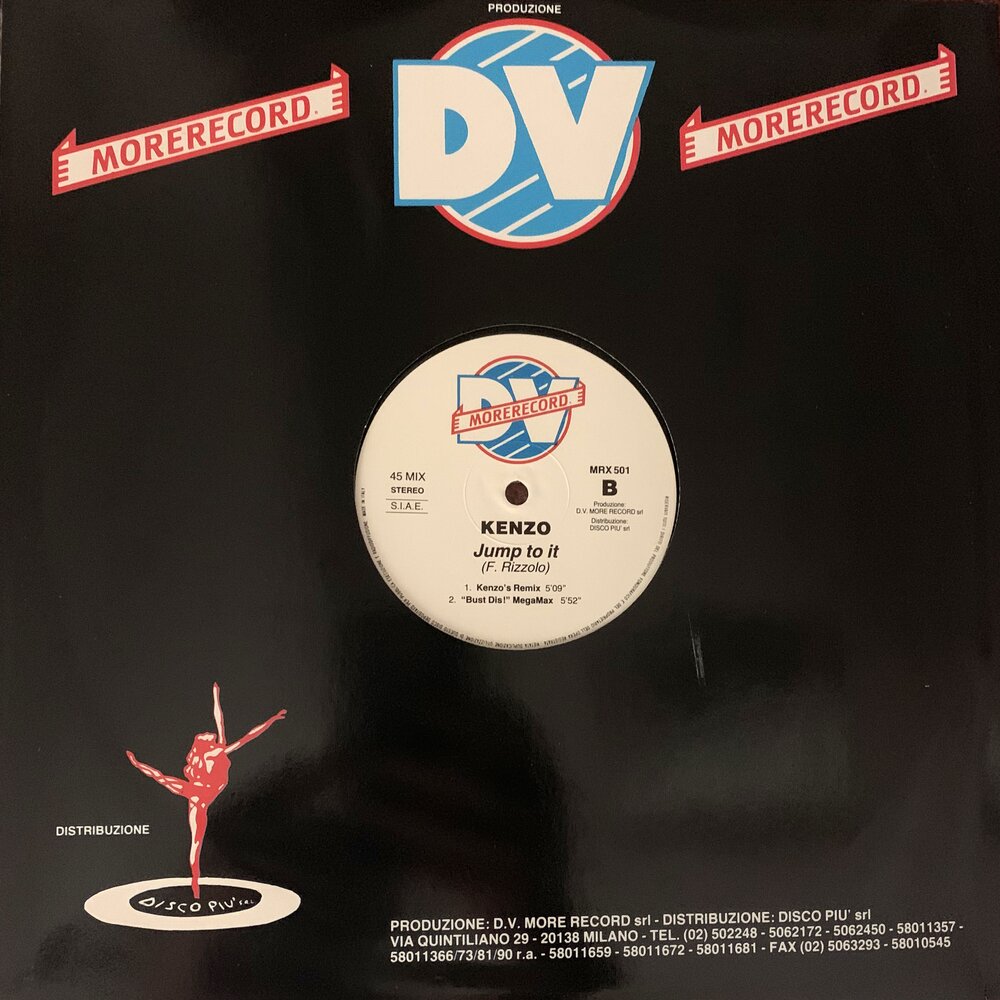 PRODUZIONE
MORERECORD.
DV
MORERECORD.
DV
MORERECORD.
45 MIX
STEREO
S.I.A.E.
MRX 501
B
Produzione:
D.V. MORE RECORD srl
Distribuzione:
DISCO PIU' srl
KENZO
Jump to it
(F. Rizzolo)
1. Kenzo's Remix 5'09"
2. "Bust Dis!" MegaMax 5'52"
MADE IN ITALY
DISTRIBUZIONE
DISCO PIU' s.r.l.
PRODUZIONE: D.V. MORE RECORD srl - DISTRIBUZIONE: DISCO PIU' srl
VIA QUINTILIANO 29 - 20138 MILANO - TEL. (02) 502248 - 5062172 - 5062450 - 58011357 -
58011366/73/81/90 r.a. - 58011659 - 58011672 - 58011681 - FAX (02) 5063293 - 58010545